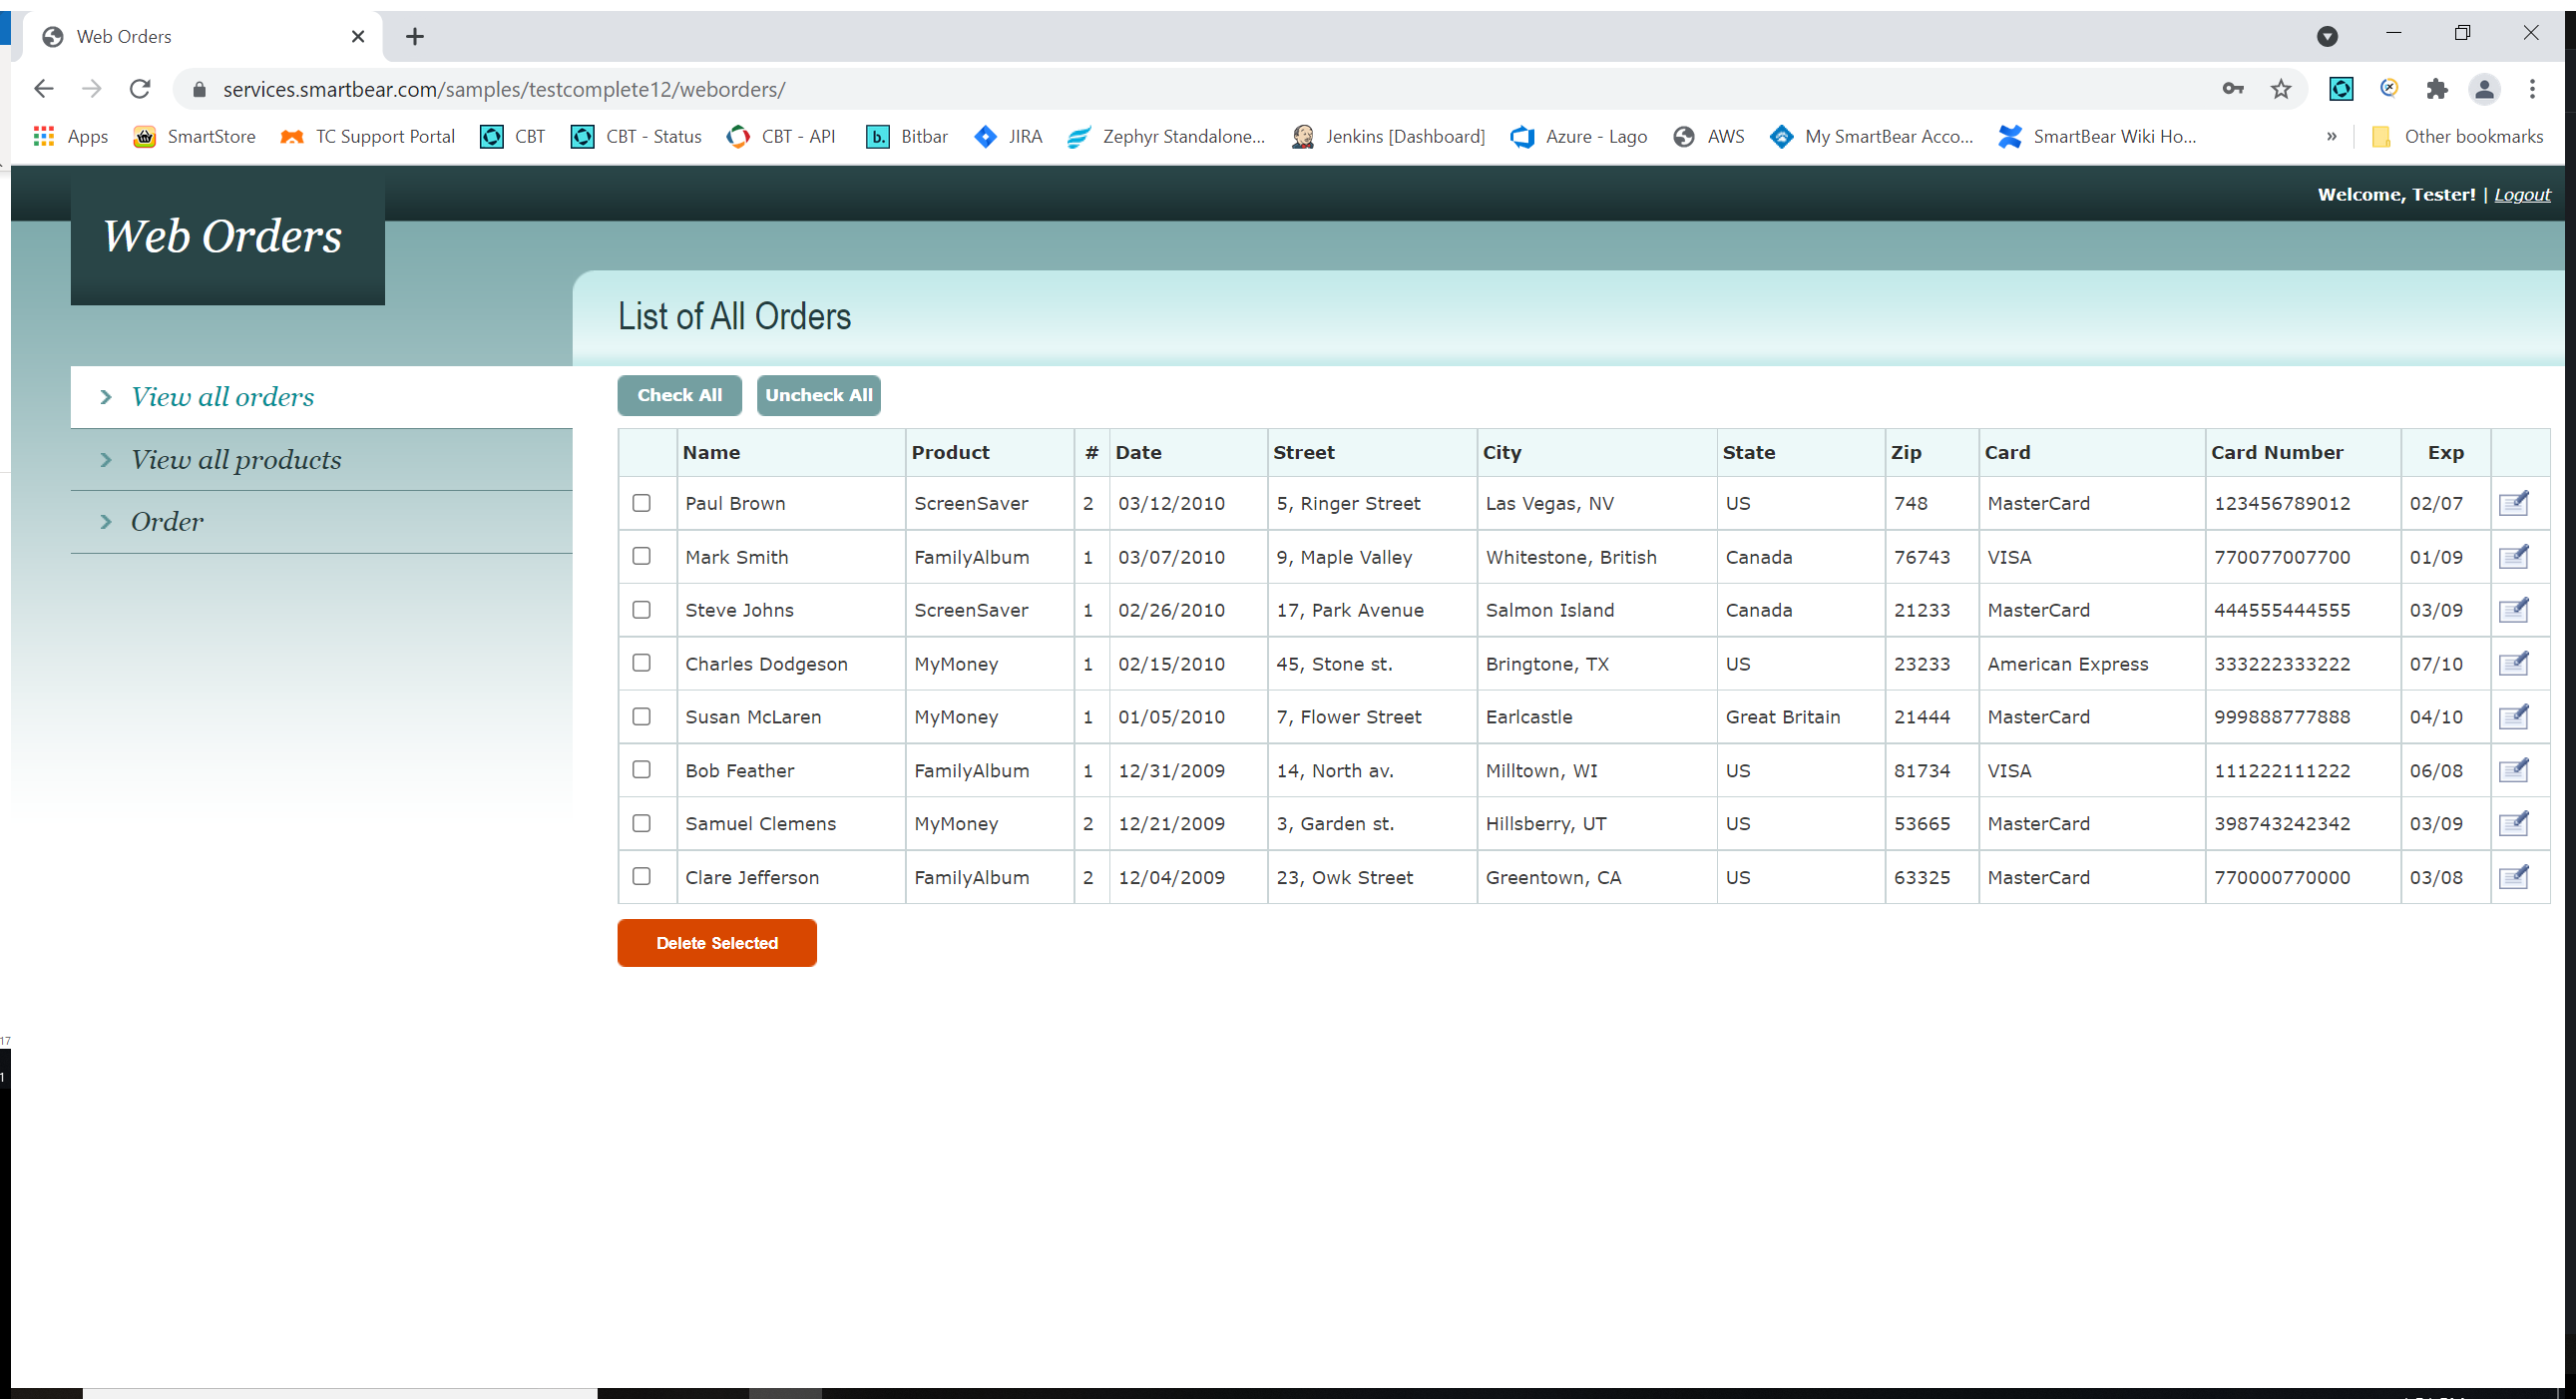 Web Orders
services.smartbear.com/samples/testcomplete12/weborders/
Apps SmartStore TC Support Portal CBT CBT - Status CBT - API b. Bitbar JIRA Zephyr Standalone... Jenkins [Dashboard] Azure - Lago AWS My SmartBear Acco... SmartBear Wiki Ho... » Other bookmarks
Welcome, Tester! | Logout
Web Orders
List of All Orders
View all orders
View all products
Order
Check All Uncheck All
Name Product # Date Street City State Zip Card Card Number Exp
Paul Brown ScreenSaver 2 03/12/2010 5, Ringer Street Las Vegas, NV US 748 MasterCard 123456789012 02/07
Mark Smith FamilyAlbum 1 03/07/2010 9, Maple Valley Whitestone, British Canada 76743 VISA 770077007700 01/09
Steve Johns ScreenSaver 1 02/26/2010 17, Park Avenue Salmon Island Canada 21233 MasterCard 444555444555 03/09
Charles Dodgeson MyMoney 1 02/15/2010 45, Stone st. Bringtone, TX US 23233 American Express 333222333222 07/10
Susan McLaren MyMoney 1 01/05/2010 7, Flower Street Earlcastle Great Britain 21444 MasterCard 999888777888 04/10
Bob Feather FamilyAlbum 1 12/31/2009 14, North av. Milltown, WI US 81734 VISA 111222111222 06/08
Samuel Clemens MyMoney 2 12/21/2009 3, Garden st. Hillsberry, UT US 53665 MasterCard 398743242342 03/09
Clare Jefferson FamilyAlbum 2 12/04/2009 23, Owk Street Greentown, CA US 63325 MasterCard 770000770000 03/08
Delete Selected
17
1